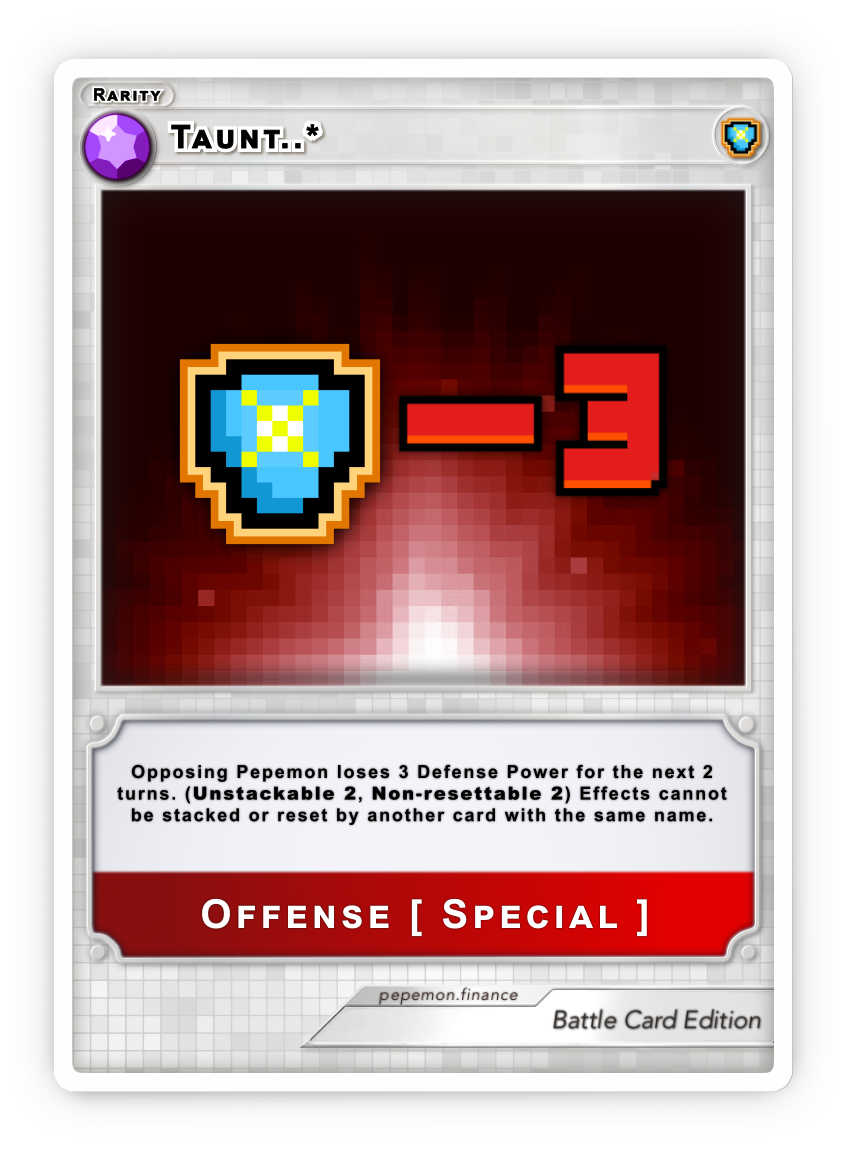 Rarity
Taunt..*
-3
Opposing Pepemon loses 3 Defense Power for the next 2
turns. (Unstackable 2, Non-resettable 2) Effects cannot
be stacked or reset by another card with the same name.
Offense [ Special ]
pepemon.finance
Battle Card Edition